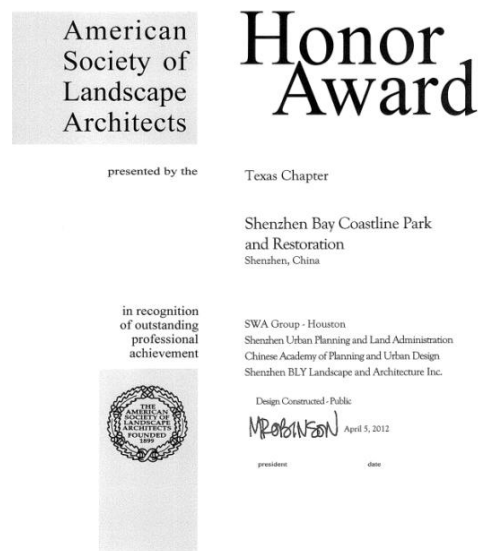 American
Society of
Landscape
Architects
Honor
Award
presented by the
Texas Chapter
Shenzhen Bay Coastline Park
and Restoration
Shenzhen, China
in recognition
of outstanding
professional
achievement
SWA Group - Houston
Shenzhen Urban Planning and Land Administration
Chinese Academy of Planning and Urban Design
Shenzhen BLY Landscape and Architecture Inc.
Design Constructed - Public
MROBINSON April 5, 2012
president date
THE
AMERICAN
SOCIETY OF
LANDSCAPE
ARCHITECTS
FOUNDED
1899